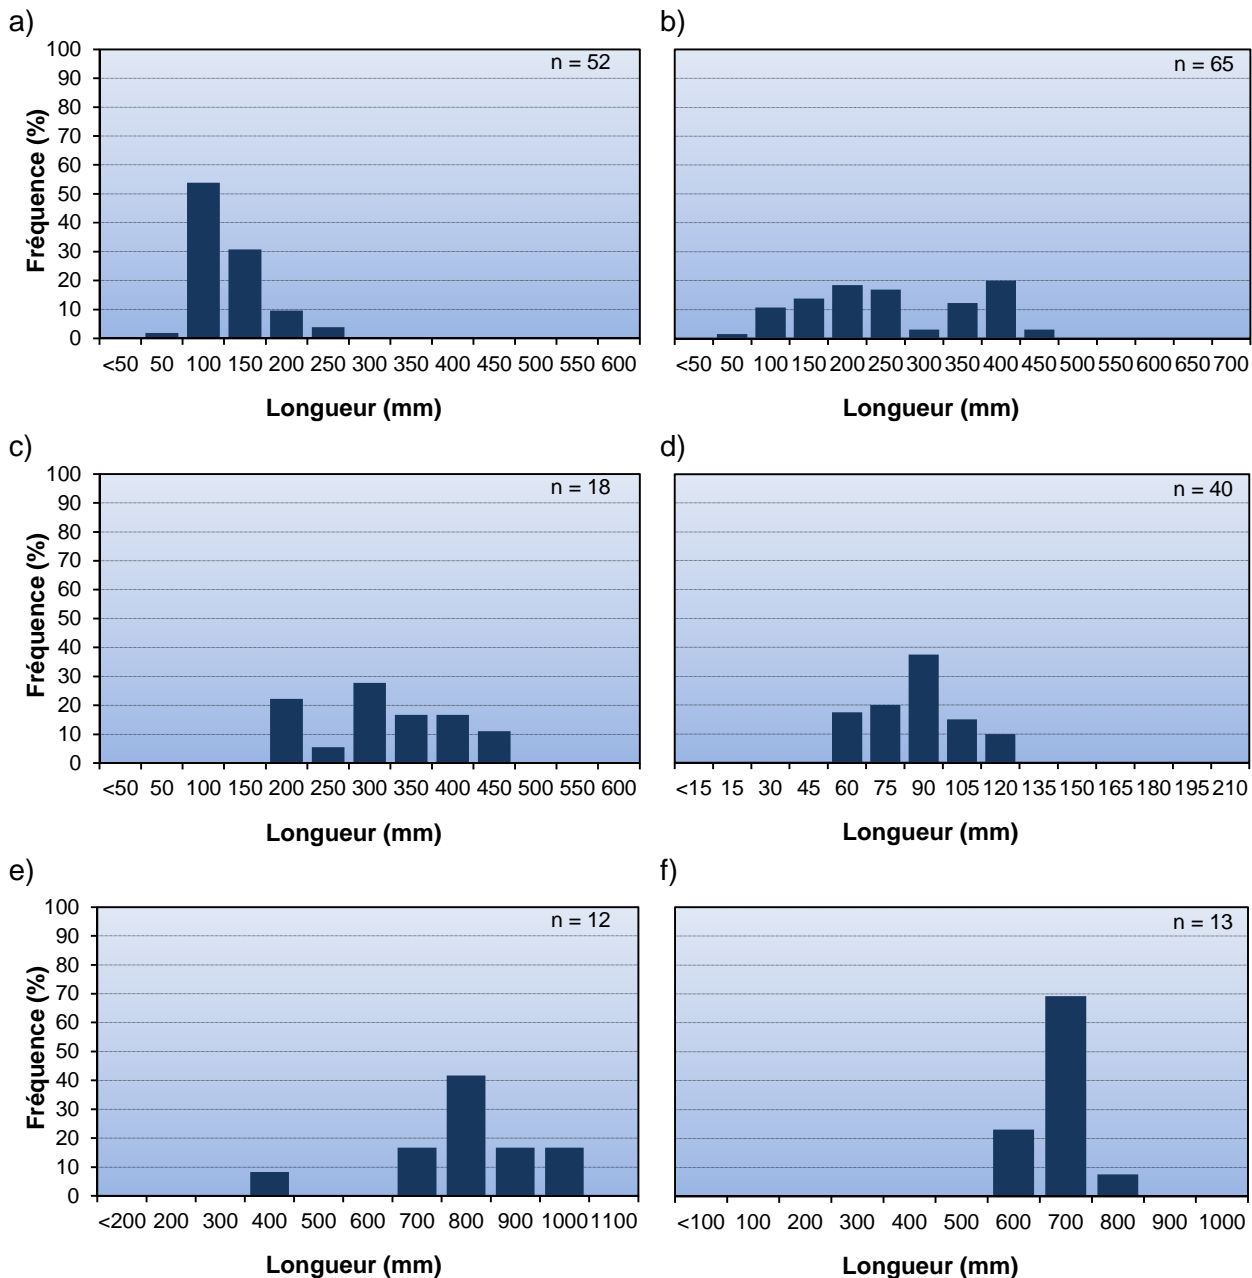 a)
n = 52
Fréquence (%)
100
90
80
70
60
50
40
30
20
10
0
<50 50 100 150 200 250 300 350 400 450 500 550 600
Longueur (mm)
b)
n = 65
<50 50 100 150 200 250 300 350 400 450 500 550 600 650 700
Longueur (mm)
c)
n = 18
Fréquence (%)
100
90
80
70
60
50
40
30
20
10
0
<50 50 100 150 200 250 300 350 400 450 500 550 600
Longueur (mm)
d)
n = 40
<15 15 30 45 60 75 90 105 120 135 150 165 180 195 210
Longueur (mm)
e)
n = 12
Fréquence (%)
100
90
80
70
60
50
40
30
20
10
0
<200 200 300 400 500 600 700 800 900 1000 1100
Longueur (mm)
f)
n = 13
<100 100 200 300 400 500 600 700 800 900 1000
Longueur (mm)